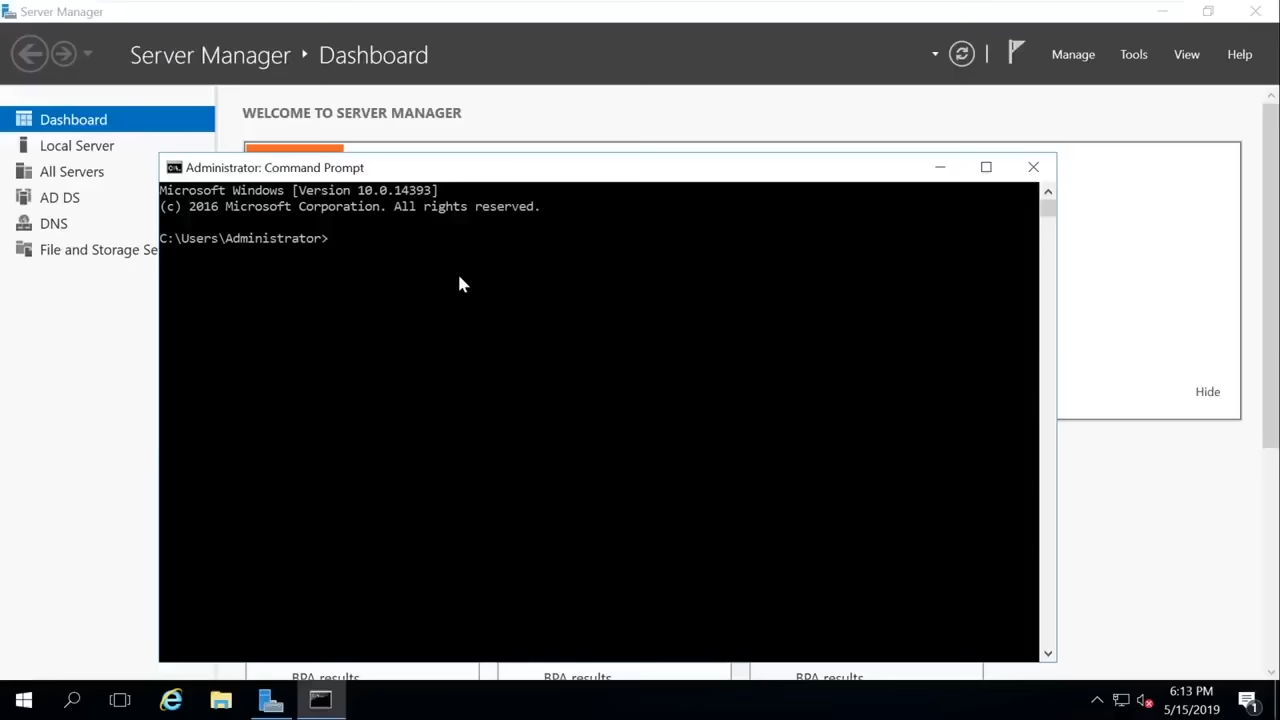 Server Manager
Server Manager ‣ Dashboard
Manage Tools View Help
Dashboard
Local Server
All Servers
AD DS
DNS
File and Storage Se
WELCOME TO SERVER MANAGER
Administrator: Command Prompt
Microsoft Windows [Version 10.0.14393]
(c) 2016 Microsoft Corporation. All rights reserved.
C:\Users\Administrator>
Hide
BPA results BPA results BPA results
6:13 PM
5/15/2019
1